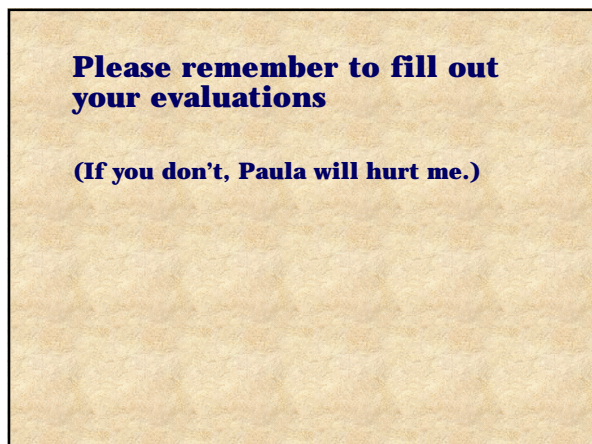 Please remember to fill out
your evaluations
(If you don’t, Paula will hurt me.)